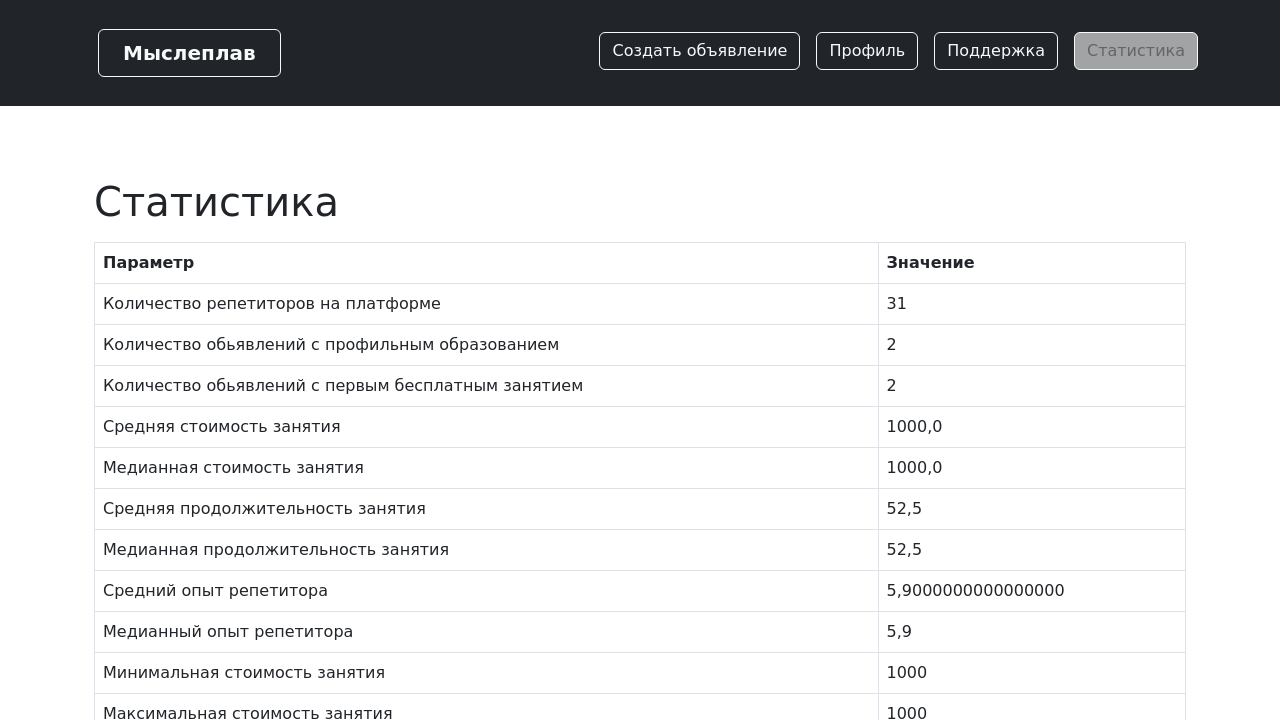 Мыслеплав
Создать объявление
Профиль
Поддержка
Статистика
Статистика
Параметр Значение
Количество репетиторов на платформе 31
Количество обьявлений с профильным образованием 2
Количество обьявлений с первым бесплатным занятием 2
Средняя стоимость занятия 1000,0
Медианная стоимость занятия 1000,0
Средняя продолжительность занятия 52,5
Медианная продолжительность занятия 52,5
Средний опыт репетитора 5,9000000000000000
Медианный опыт репетитора 5,9
Минимальная стоимость занятия 1000
Максимальная стоимость занятия 1000